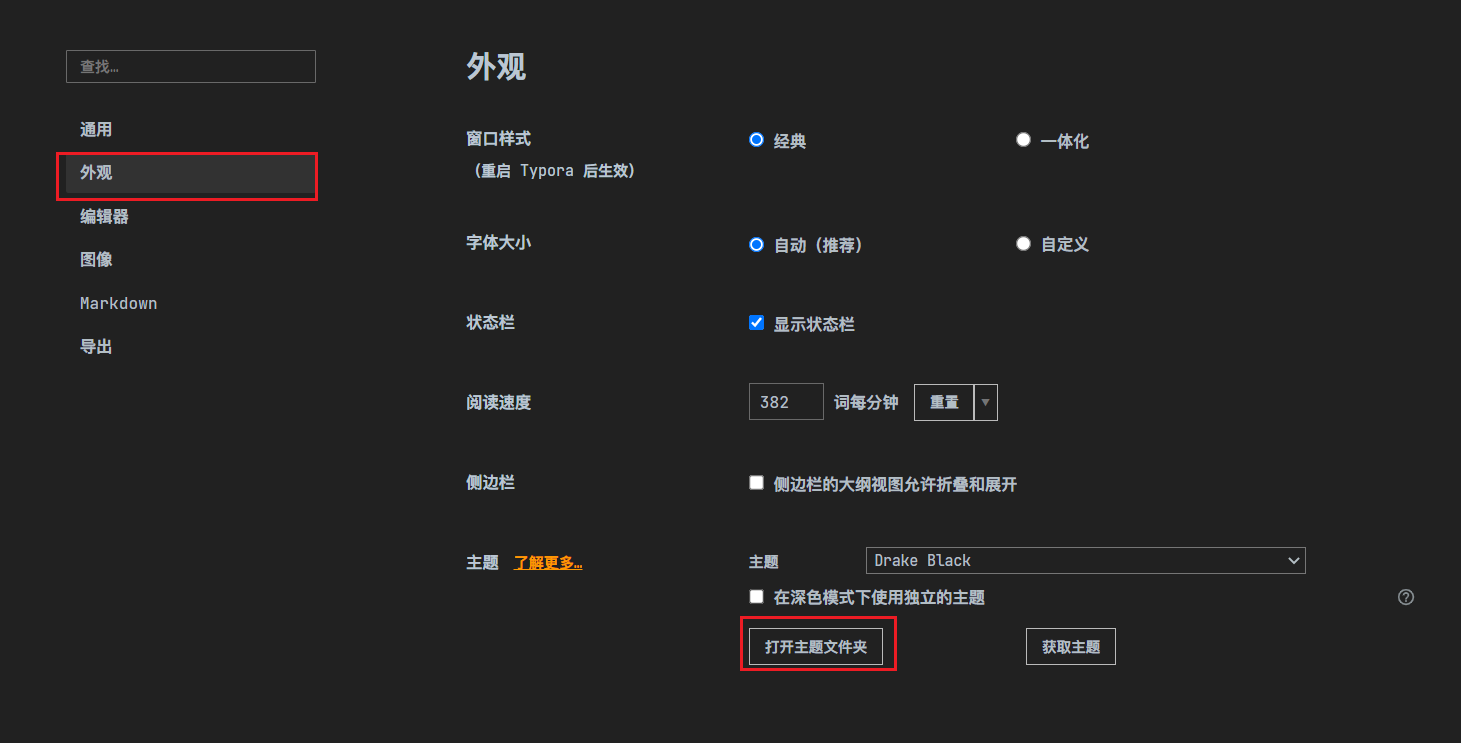 查找…
通用
外观
编辑器
图像
Markdown
导出
外观
窗口样式
（重启 Typora 后生效）
经典
一体化
字体大小
自动（推荐）
自定义
状态栏
显示状态栏
阅读速度
382 词每分钟 重置
侧边栏
侧边栏的大纲视图允许折叠和展开
主题 了解更多…
主题 Drake Black
在深色模式下使用独立的主题
打开主题文件夹
获取主题